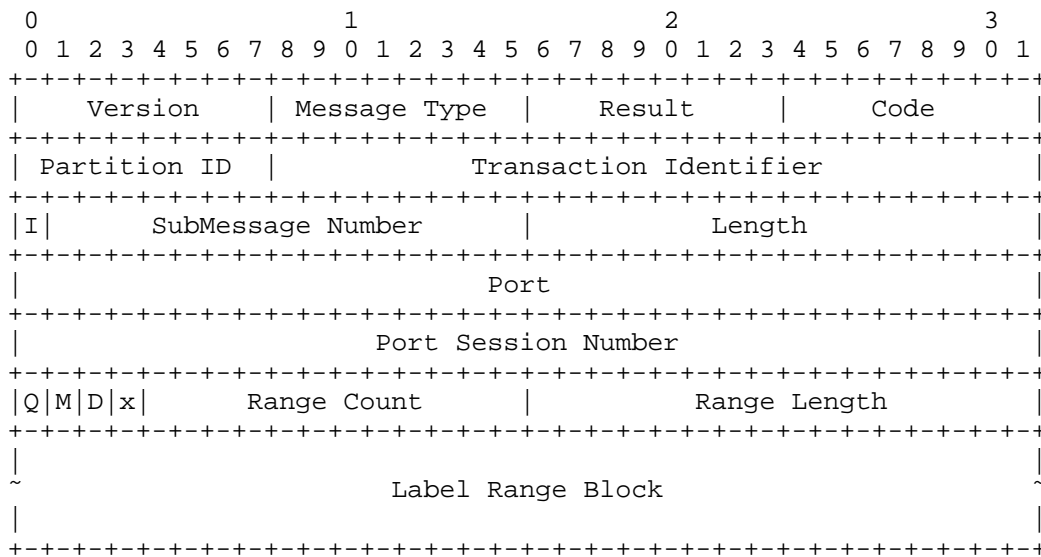 0                   1                   2                   3
 0 1 2 3 4 5 6 7 8 9 0 1 2 3 4 5 6 7 8 9 0 1 2 3 4 5 6 7 8 9 0 1
+-+-+-+-+-+-+-+-+-+-+-+-+-+-+-+-+-+-+-+-+-+-+-+-+-+-+-+-+-+-+-+-+
|    Version    | Message Type  |    Result     |     Code      |
+-+-+-+-+-+-+-+-+-+-+-+-+-+-+-+-+-+-+-+-+-+-+-+-+-+-+-+-+-+-+-+-+
| Partition ID  |            Transaction Identifier             |
+-+-+-+-+-+-+-+-+-+-+-+-+-+-+-+-+-+-+-+-+-+-+-+-+-+-+-+-+-+-+-+-+
|I|      SubMessage Number      |           Length              |
+-+-+-+-+-+-+-+-+-+-+-+-+-+-+-+-+-+-+-+-+-+-+-+-+-+-+-+-+-+-+-+-+
|                             Port                              |
+-+-+-+-+-+-+-+-+-+-+-+-+-+-+-+-+-+-+-+-+-+-+-+-+-+-+-+-+-+-+-+-+
|                      Port Session Number                      |
+-+-+-+-+-+-+-+-+-+-+-+-+-+-+-+-+-+-+-+-+-+-+-+-+-+-+-+-+-+-+-+-+
|Q|M|D|x|      Range Count      |          Range Length         |
+-+-+-+-+-+-+-+-+-+-+-+-+-+-+-+-+-+-+-+-+-+-+-+-+-+-+-+-+-+-+-+-+
|                                                               |
~                       Label Range Block                       ~
|                                                               |
+-+-+-+-+-+-+-+-+-+-+-+-+-+-+-+-+-+-+-+-+-+-+-+-+-+-+-+-+-+-+-+-+